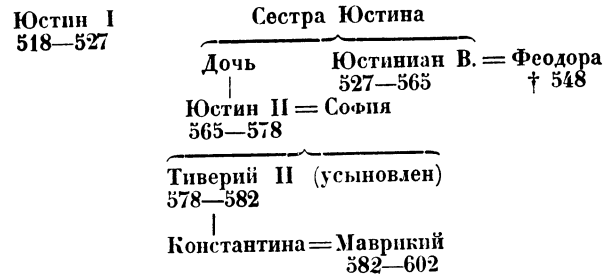 Юстин I Сестра Юстина
518—527
Дочь Юстиниан В. = Феодора
527—565 † 548
Юстин II = София
565—578
Тиверий II (усыновлен)
578—582
Константина = Маврикий
582—602